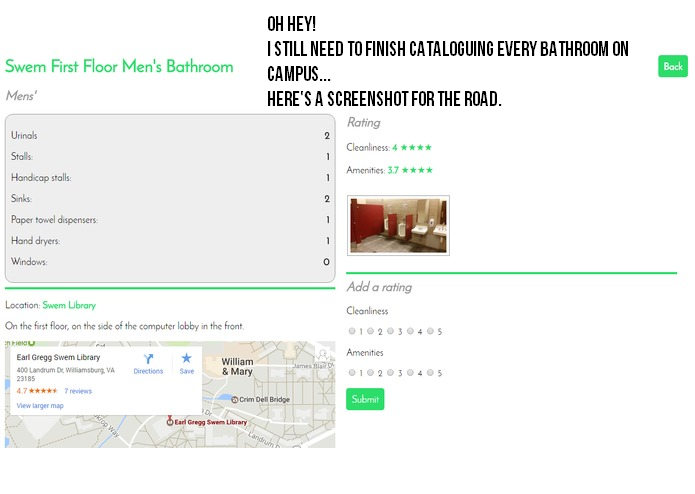 OH HEY!
I STILL NEED TO FINISH CATALOGUING EVERY BATHROOM ON
CAMPUS...
HERE'S A SCREENSHOT FOR THE ROAD.
Swem First Floor Men's Bathroom
Back
Mens'
Urinals 2
Stalls: 1
Handicap stalls: 1
Sinks: 2
Paper towel dispensers: 1
Hand dryers: 1
Windows: 0
Location: Swem Library
On the first floor, on the side of the computer lobby in the front.
Earl Gregg Swem Library
400 Landrum Dr, Williamsburg, VA
23185
4.7 ★★★★★ 7 reviews
View larger map
Directions
Save
William
& Mary
James Blair Dr
Crim Dell Bridge
Earl Gregg Swem Library
Landrum Dr
Rating
Cleanliness: 4 ★★★★
Amenities: 3.7 ★★★★
Add a rating
Cleanliness
1 2 3 4 5
Amenities
1 2 3 4 5
Submit